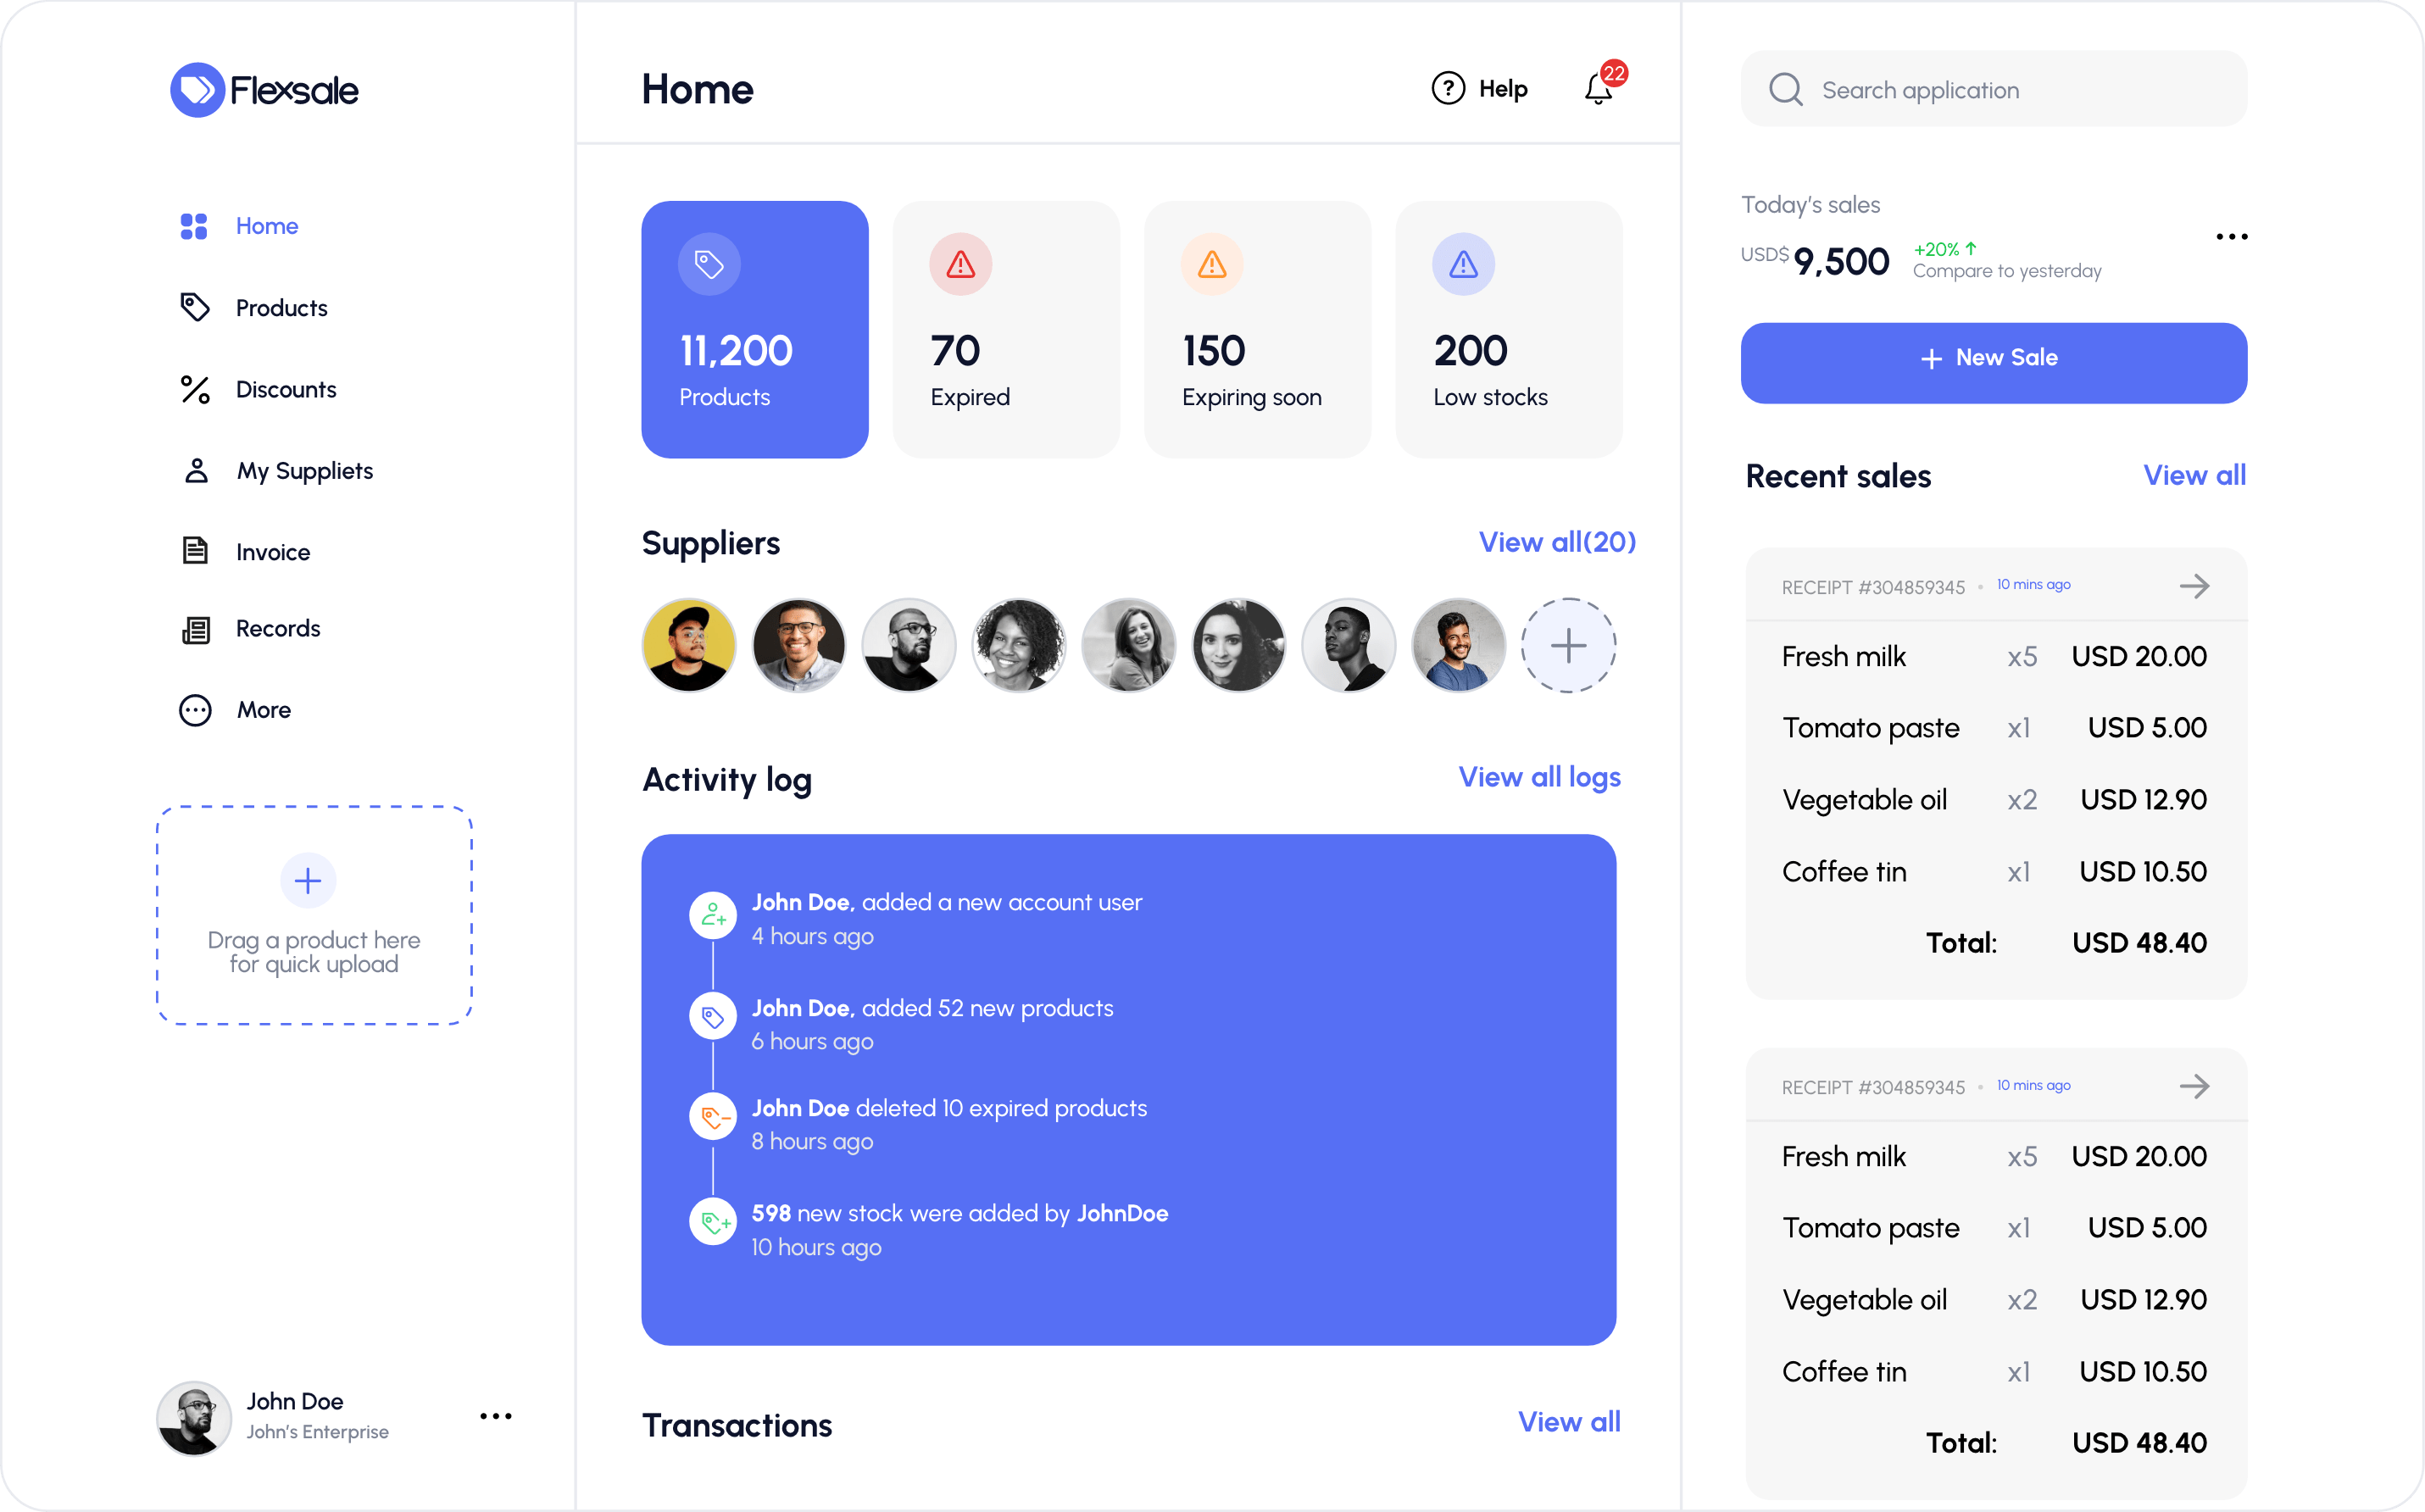 Flexsale
Home
Products
Discounts
My Suppliets
Invoice
Records
More
Drag a product here
for quick upload
John Doe
John's Enterprise
Home
Help
22
11,200
Products
70
Expired
150
Expiring soon
200
Low stocks
Suppliers
View all(20)
Activity log
View all logs
John Doe, added a new account user
4 hours ago
John Doe, added 52 new products
6 hours ago
John Doe deleted 10 expired products
8 hours ago
598 new stock were added by JohnDoe
10 hours ago
Transactions
View all
Search application
Today's sales
USD$ 9,500
+20% ↑
Compare to yesterday
+ New Sale
Recent sales
View all
RECEIPT #304859345 • 10 mins ago
Fresh milk x5 USD 20.00
Tomato paste x1 USD 5.00
Vegetable oil x2 USD 12.90
Coffee tin x1 USD 10.50
Total: USD 48.40
RECEIPT #304859345 • 10 mins ago
Fresh milk x5 USD 20.00
Tomato paste x1 USD 5.00
Vegetable oil x2 USD 12.90
Coffee tin x1 USD 10.50
Total: USD 48.40